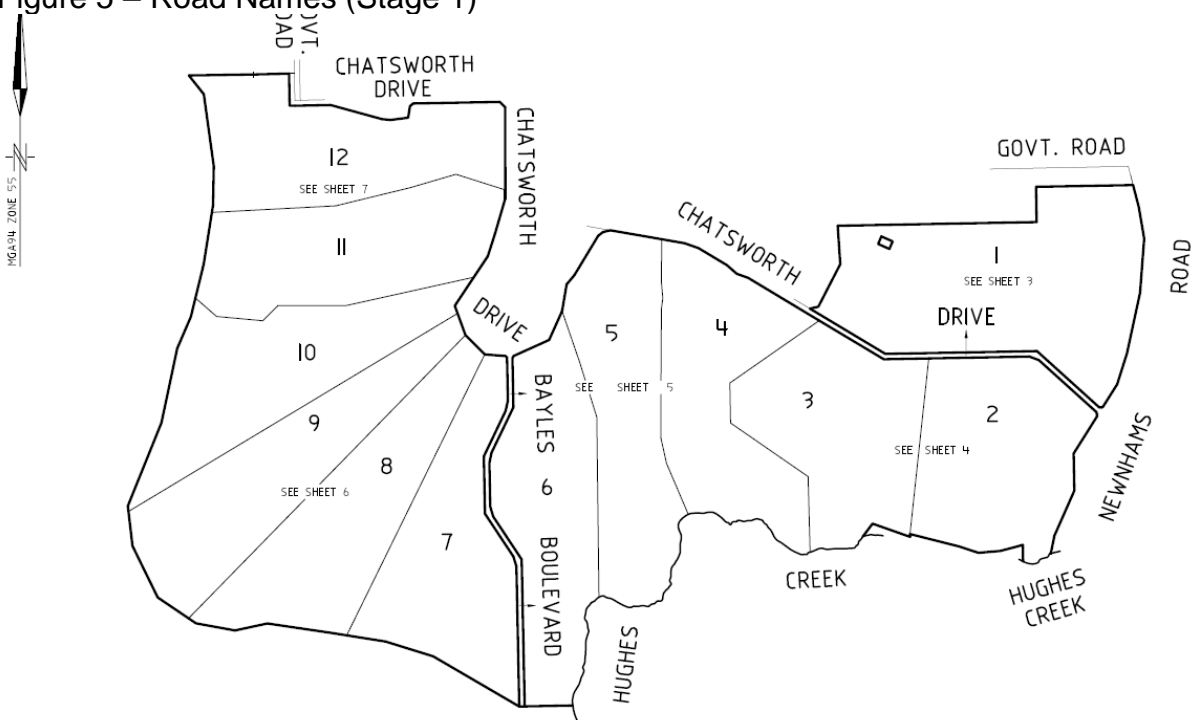 Figure 5 – Road Names (Stage 1)
GOVT.
ROAD
CHATSWORTH
DRIVE
CHATSWORTH
DRIVE
MGA94 ZONE 55
12
SEE SHEET 7
11
10
9
8
SEE SHEET 6
7
BAYLES
BOULEVARD
6
5
SEE SHEET 5
4
CHATSWORTH
DRIVE
3
SEE SHEET 4
2
GOVT. ROAD
1
SEE SHEET 3
NEWNHAMS
ROAD
HUGHES
CREEK
HUGHES
CREEK